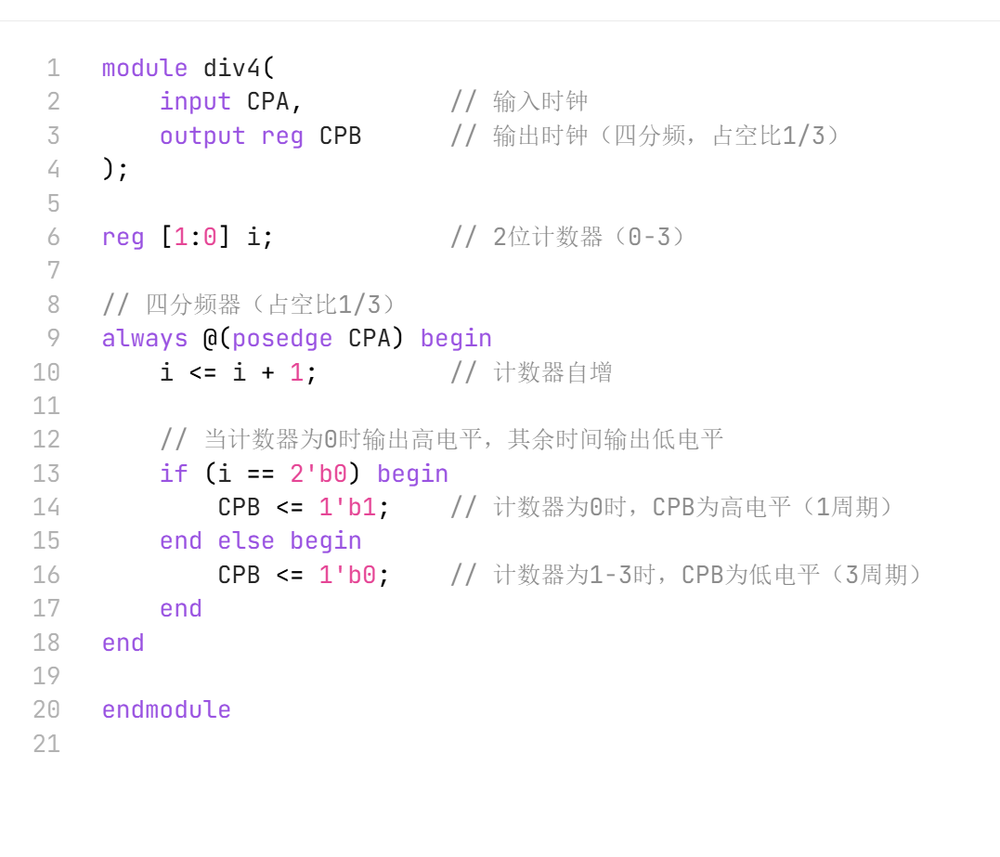 1 module div4(
2     input CPA,          // 输入时钟
3     output reg CPB      // 输出时钟（四分频，占空比1/3）
4 );
5
6 reg [1:0] i;            // 2位计数器（0-3）
7
8 // 四分频器（占空比1/3）
9 always @(posedge CPA) begin
10     i <= i + 1;         // 计数器自增
11
12     // 当计数器为0时输出高电平，其余时间输出低电平
13     if (i == 2'b0) begin
14         CPB <= 1'b1;    // 计数器为0时，CPB为高电平（1周期）
15     end else begin
16         CPB <= 1'b0;    // 计数器为1-3时，CPB为低电平（3周期）
17     end
18 end
19
20 endmodule
21